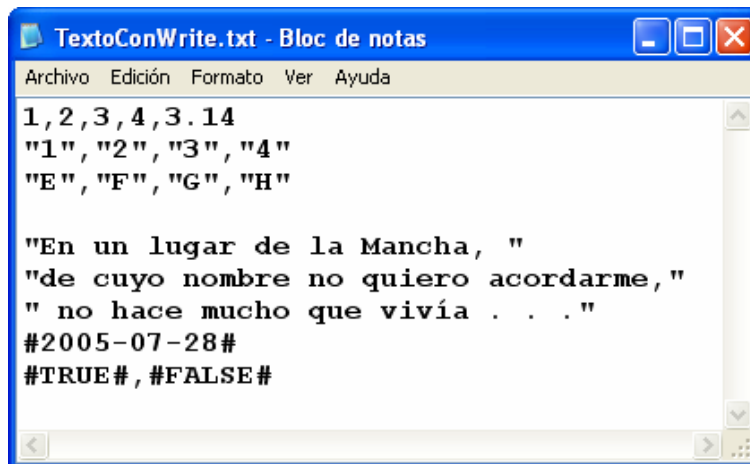 TextoConWrite.txt - Bloc de notas
Archivo Edición Formato Ver Ayuda
1,2,3,4,3.14
"1","2","3","4"
"E","F","G","H"
"En un lugar de la Mancha, "
"de cuyo nombre no quiero acordarme,"
" no hace mucho que vivía . . ."
#2005-07-28#
#TRUE#,#FALSE#